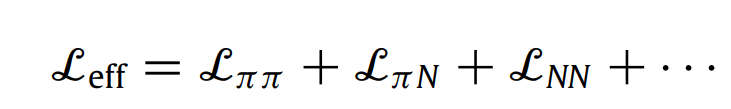 ℒ_eff = ℒ_ππ + ℒ_πN + ℒ_NN + ⋯